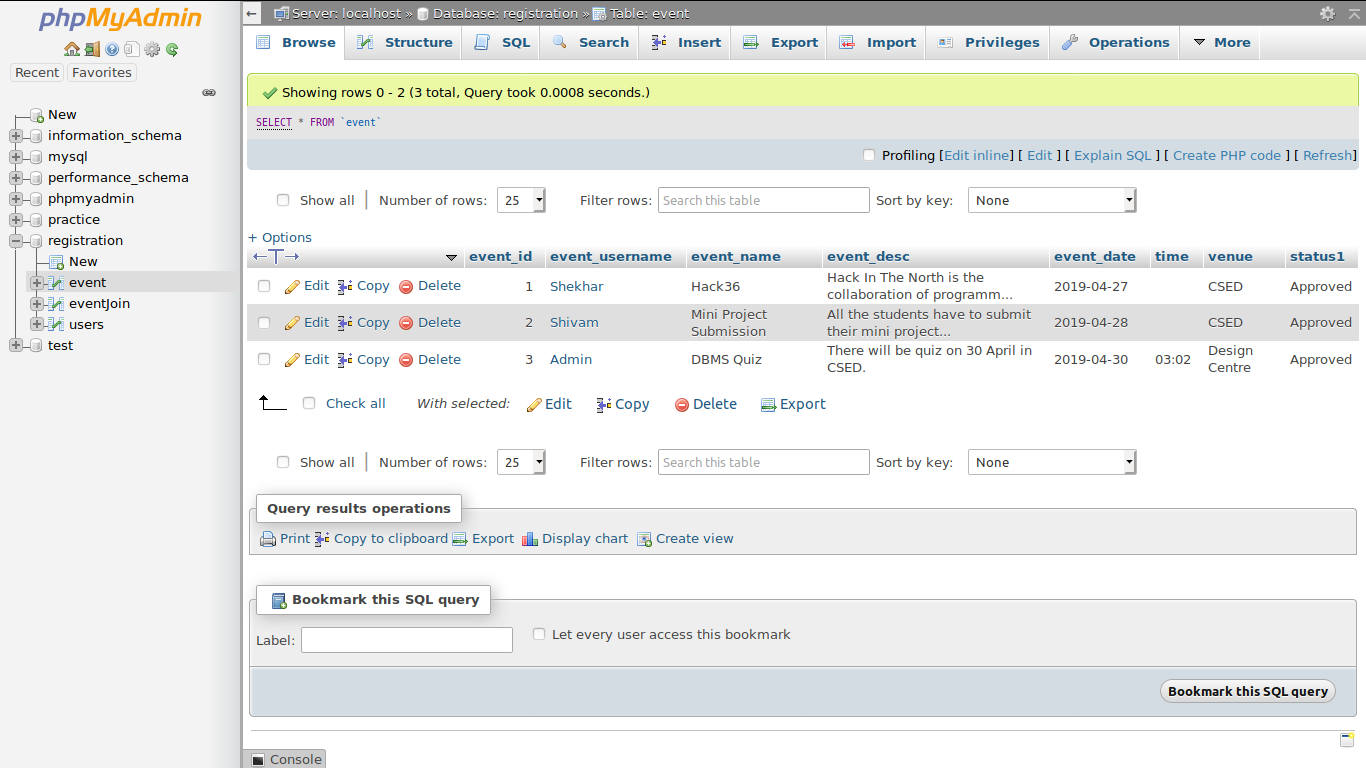 phpMyAdmin
Recent Favorites
New
information_schema
mysql
performance_schema
phpmyadmin
practice
registration
New
event
eventJoin
users
test
Server: localhost » Database: registration » Table: event
Browse Structure SQL Search Insert Export Import Privileges Operations More
Showing rows 0 - 2 (3 total, Query took 0.0008 seconds.)
SELECT * FROM `event`
Profiling [Edit inline] [ Edit ] [ Explain SQL ] [ Create PHP code ] [ Refresh]
Show all | Number of rows: 25 Filter rows: Search this table Sort by key: None
+ Options
←T→ event_id event_username event_name event_desc event_date time venue status1
Edit Copy Delete 1 Shekhar Hack36 Hack In The North is the 2019-04-27 CSED Approved
collaboration of programm...
Edit Copy Delete 2 Shivam Mini Project All the students have to submit 2019-04-28 CSED Approved
Submission their mini project...
Edit Copy Delete 3 Admin DBMS Quiz There will be quiz on 30 April in 2019-04-30 03:02 Design Approved
CSED. Centre
Check all With selected: Edit Copy Delete Export
Show all | Number of rows: 25 Filter rows: Search this table Sort by key: None
Query results operations
Print Copy to clipboard Export Display chart Create view
Bookmark this SQL query
Label: Let every user access this bookmark
Bookmark this SQL query
Console